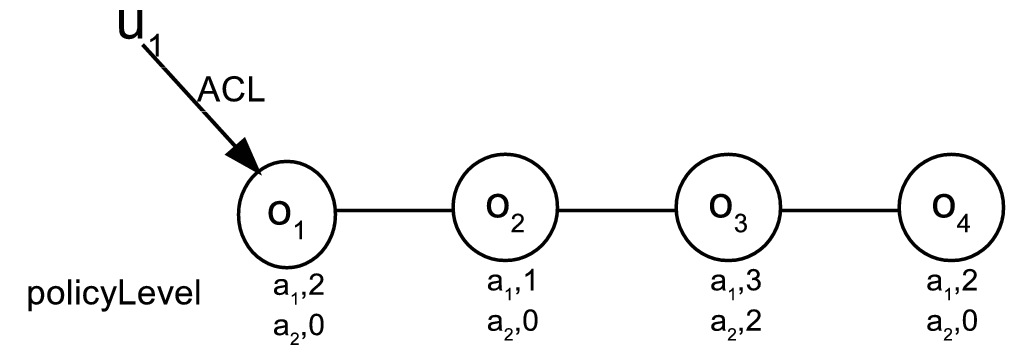 u₁
ACL
o₁ o₂ o₃ o₄
policyLevel a₁,2 a₁,1 a₁,3 a₁,2
a₂,0 a₂,0 a₂,2 a₂,0